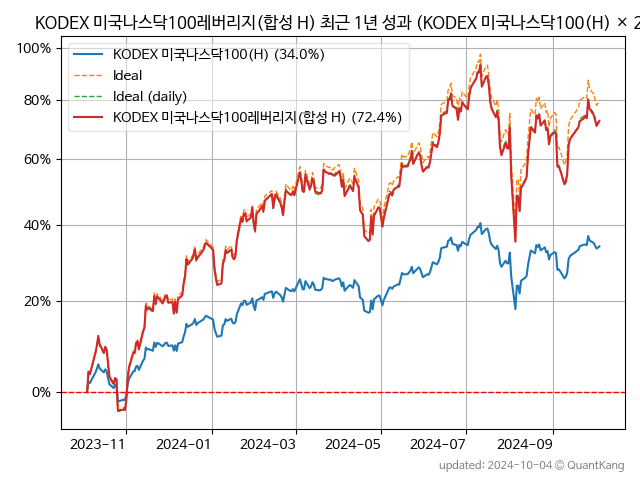 KODEX 미국나스닥100레버리지(합성 H) 최근 1년 성과 (KODEX 미국나스닥100(H) × 2
100%
80%
60%
40%
20%
0%
KODEX 미국나스닥100(H) (34.0%)
Ideal
Ideal (daily)
KODEX 미국나스닥100레버리지(합성 H) (72.4%)
2023-11
2024-01
2024-03
2024-05
2024-07
2024-09
updated: 2024-10-04 © QuantKang